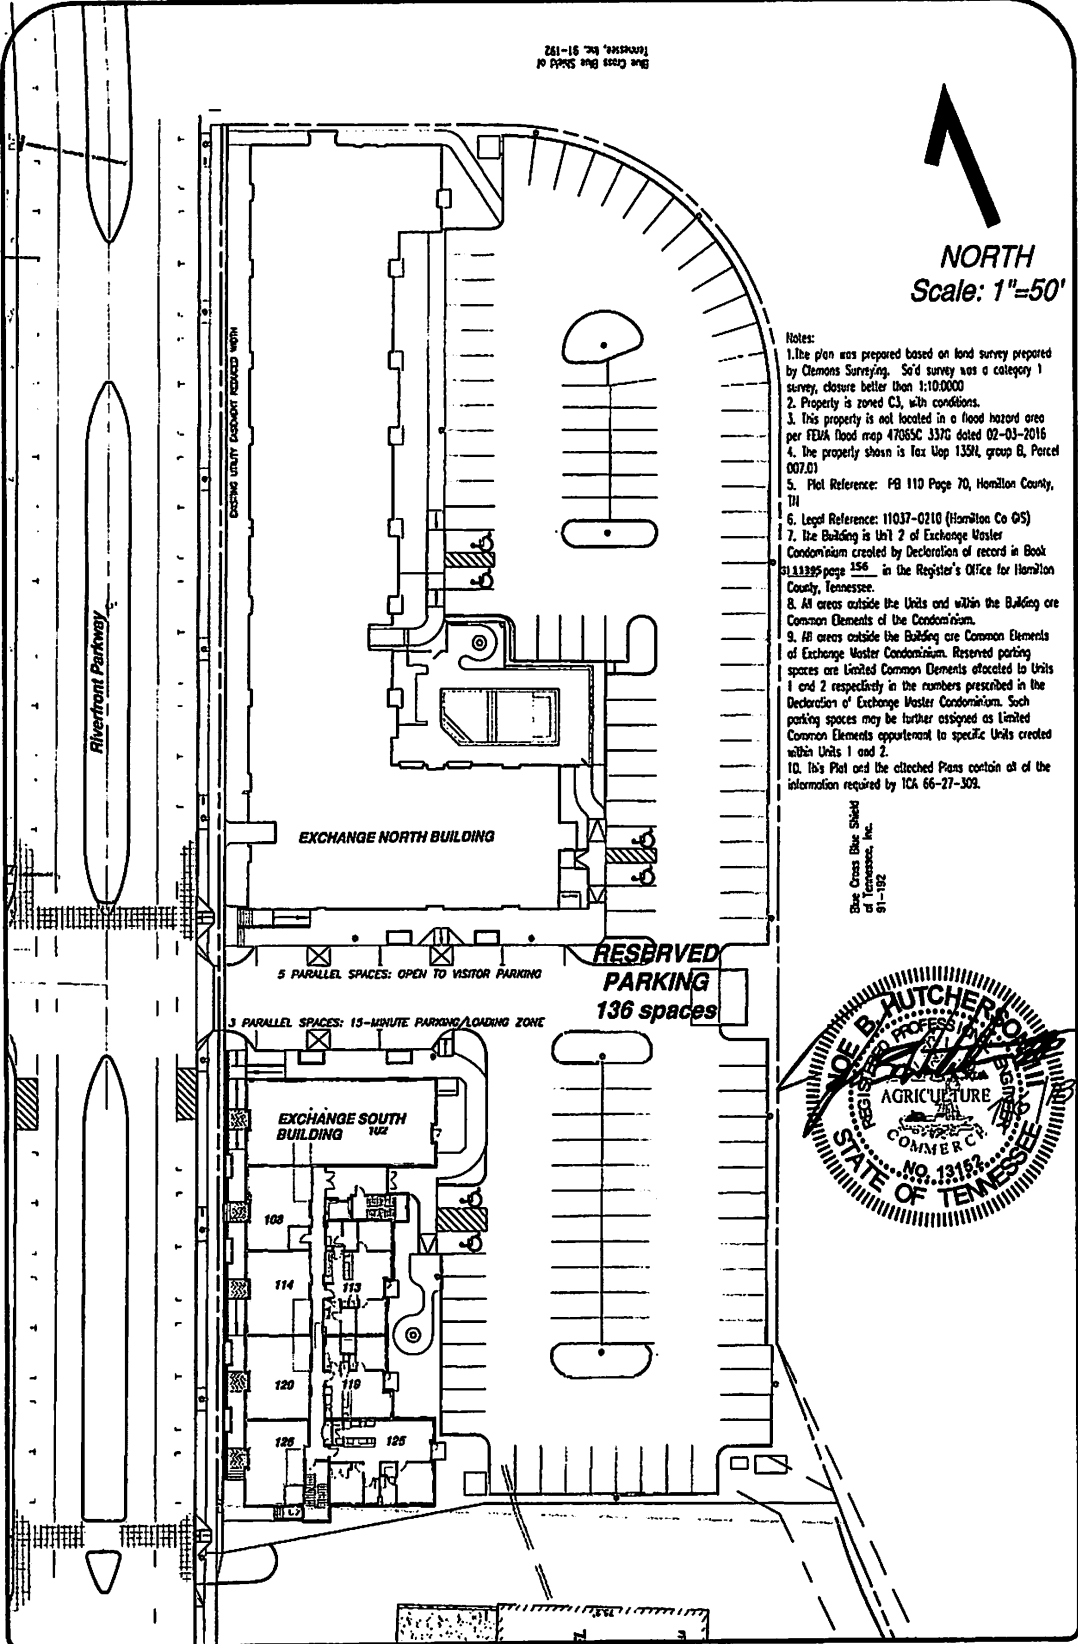 Blue Cross Blue Shield of
Tennessee, Inc. 91-192
NORTH
Scale: 1"=50'
Notes:
1.The plan was prepared based on land survey prepared
by Clemons Surveying. Said survey was a category 1
survey, closure better than 1:10:0000
2. Property is zoned C3, with conditions.
3. This property is not located in a flood hazard area
per FEMA flood map 47065C 337G dated 02-03-2016
4. The property shown is Tax Map 135N, group B, Parcel
007.01
5. Plat Reference: PB 110 Page 70, Hamilton County,
TN
6. Legal Reference: 11037-0210 (Hamilton Co GIS)
7. The Building is Unit 2 of Exchange Master
Condominium created by Declaration of record in Book
GI 11395 page 156 in the Register's Office for Hamilton
County, Tennessee.
8. All areas outside the Units and within the Building are
Common Elements of the Condominium.
9. All areas outside the Building are Common Elements
of Exchange Master Condominium. Reserved parking
spaces are Limited Common Elements allocated to Units
1 and 2 respectively in the numbers prescribed in the
Declaration of Exchange Master Condominium. Such
parking spaces may be further assigned as Limited
Common Elements appurtenant to specific Units created
within Units 1 and 2.
10. This Plat and the attached Plans contain all of the
information required by TCA 66-27-309.
EXISTING UTILITY EASEMENT REDUCED WIDTH
Riverfront Parkway
EXCHANGE NORTH BUILDING
Blue Cross Blue Shield
of Tennessee, Inc.
91-192
RESERVED
PARKING
136 spaces
5 PARALLEL SPACES: OPEN TO VISITOR PARKING
3 PARALLEL SPACES: 15-MINUTE PARKING/LOADING ZONE
EXCHANGE SOUTH
BUILDING 102
JOE B. HUTCHERSON III
REGISTERED PROFESSIONAL ENGINEER
AGRICULTURE
COMMERCE
NO. 13152
STATE OF TENNESSEE
108
114
113
120
119
126
125